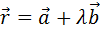 r⃗ = a⃗ + λb⃗